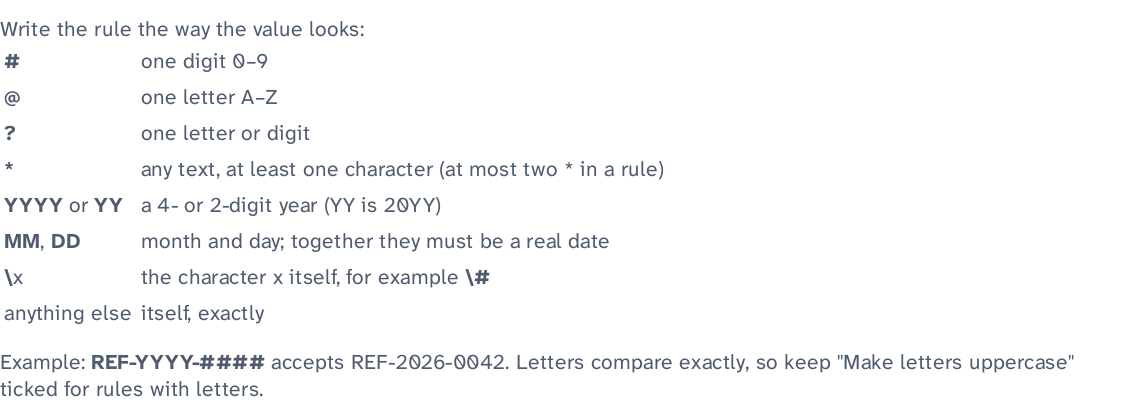 Write the rule the way the value looks:
# one digit 0–9
@ one letter A–Z
? one letter or digit
* any text, at least one character (at most two * in a rule)
YYYY or YY a 4- or 2-digit year (YY is 20YY)
MM, DD month and day; together they must be a real date
\x the character x itself, for example \#
anything else itself, exactly
Example: REF-YYYY-#### accepts REF-2026-0042. Letters compare exactly, so keep "Make letters uppercase"
ticked for rules with letters.